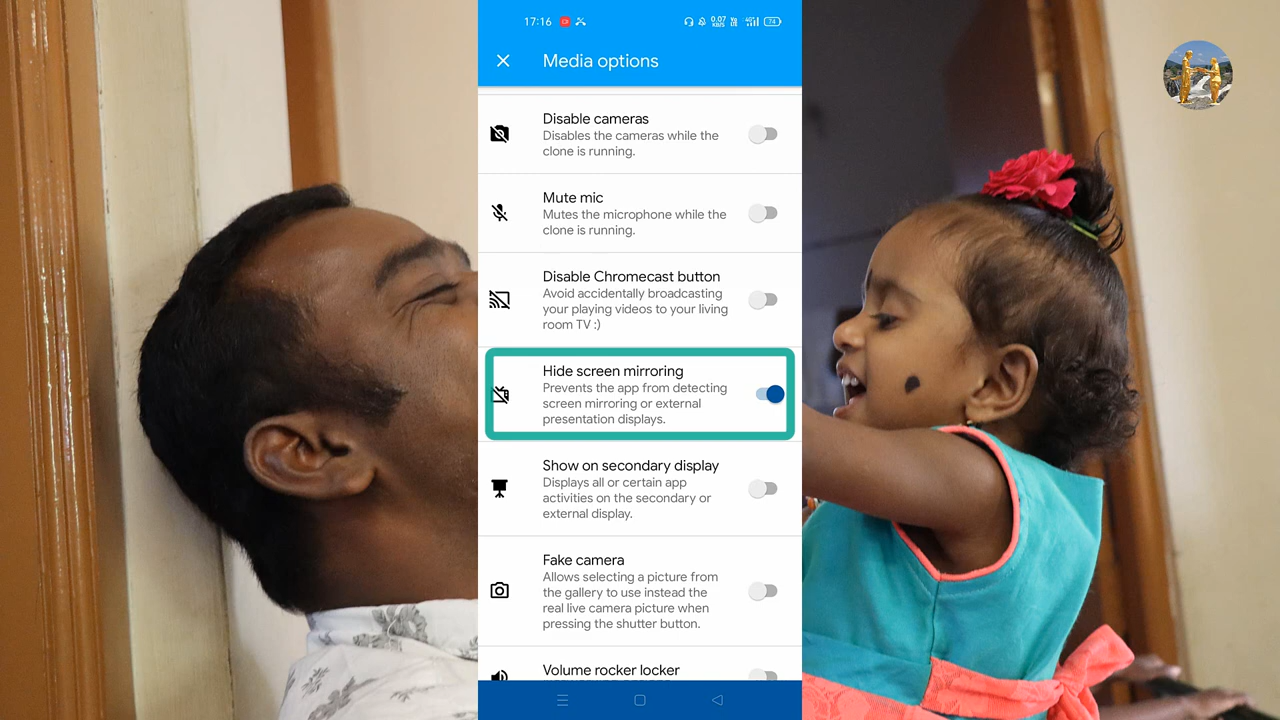 17:16
0.07
KB/S
74
Media options
Disable cameras
Disables the cameras while the
clone is running.
Mute mic
Mutes the microphone while the
clone is running.
Disable Chromecast button
Avoid accidentally broadcasting
your playing videos to your living
room TV :)
Hide screen mirroring
Prevents the app from detecting
screen mirroring or external
presentation displays.
Show on secondary display
Displays all or certain app
activities on the secondary or
external display.
Fake camera
Allows selecting a picture from
the gallery to use instead the
real live camera picture when
pressing the shutter button.
Volume rocker locker